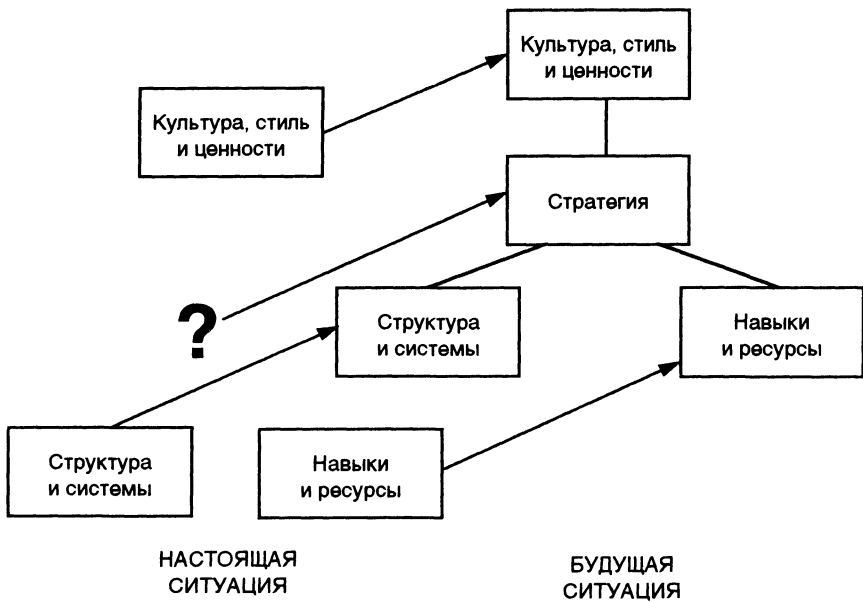 Культура, стиль
и ценности
Культура, стиль
и ценности
Стратегия
?
Структура
и системы
Навыки
и ресурсы
Структура
и системы
Навыки
и ресурсы
НАСТОЯЩАЯ
СИТУАЦИЯ
БУДУЩАЯ
СИТУАЦИЯ